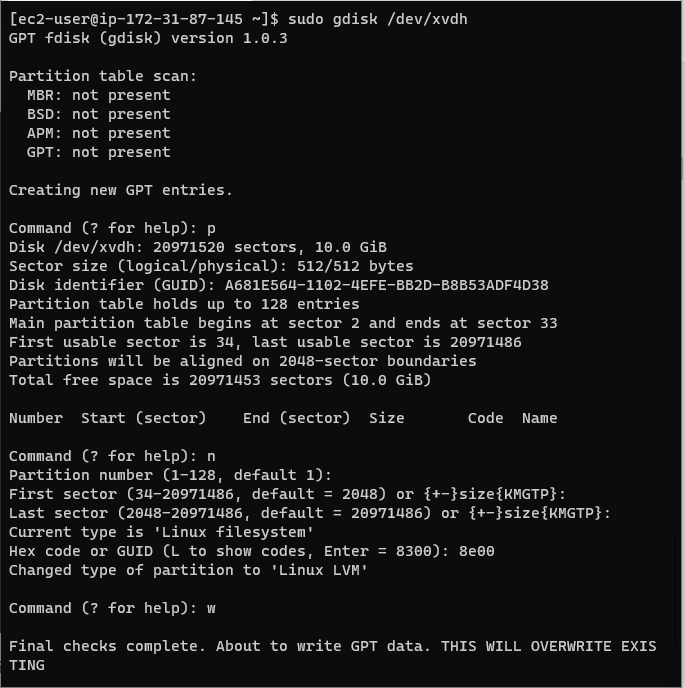 [ec2-user@ip-172-31-87-145 ~]$ sudo gdisk /dev/xvdh
GPT fdisk (gdisk) version 1.0.3
Partition table scan:
  MBR: not present
  BSD: not present
  APM: not present
  GPT: not present
Creating new GPT entries.
Command (? for help): p
Disk /dev/xvdh: 20971520 sectors, 10.0 GiB
Sector size (logical/physical): 512/512 bytes
Disk identifier (GUID): A681E564-1102-4EFE-BB2D-B8B53ADF4D38
Partition table holds up to 128 entries
Main partition table begins at sector 2 and ends at sector 33
First usable sector is 34, last usable sector is 20971486
Partitions will be aligned on 2048-sector boundaries
Total free space is 20971453 sectors (10.0 GiB)
Number  Start (sector)    End (sector)  Size       Code  Name
Command (? for help): n
Partition number (1-128, default 1):
First sector (34-20971486, default = 2048) or {+-}size{KMGTP}:
Last sector (2048-20971486, default = 20971486) or {+-}size{KMGTP}:
Current type is 'Linux filesystem'
Hex code or GUID (L to show codes, Enter = 8300): 8e00
Changed type of partition to 'Linux LVM'
Command (? for help): w
Final checks complete. About to write GPT data. THIS WILL OVERWRITE EXIS
TING